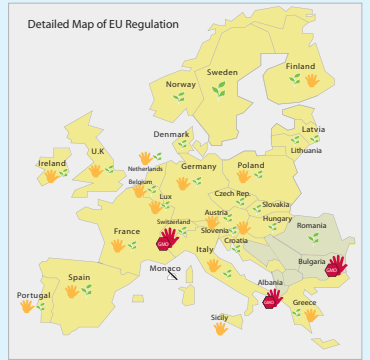 Detailed Map of EU Regulation
Finland
Sweden
Norway
Latvia
Denmark
Lithuania
U.K
Ireland
Netherlands
Germany
Poland
Belgium
Lux
Czech Rep.
Slovakia
Austria
Hungary
Switzerland
Slovenia
Romania
France
GMO
Croatia
Italy
Bulgaria
GMO
Monaco
Spain
Albania
GMO
Portugal
Greece
Sicily